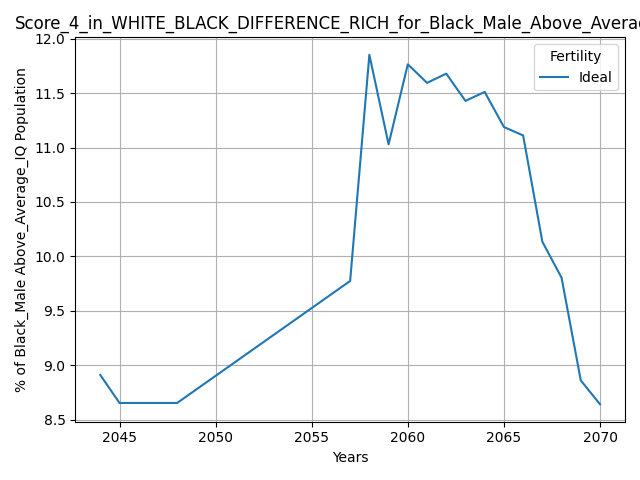 Score_4_in_WHITE_BLACK_DIFFERENCE_RICH_for_Black_Male_Above_Avera
12.0
11.5
11.0
10.5
10.0
9.5
9.0
8.5
% of Black_Male Above_Average_IQ Population
Fertility
Ideal
2045 2050 2055 2060 2065 2070
Years